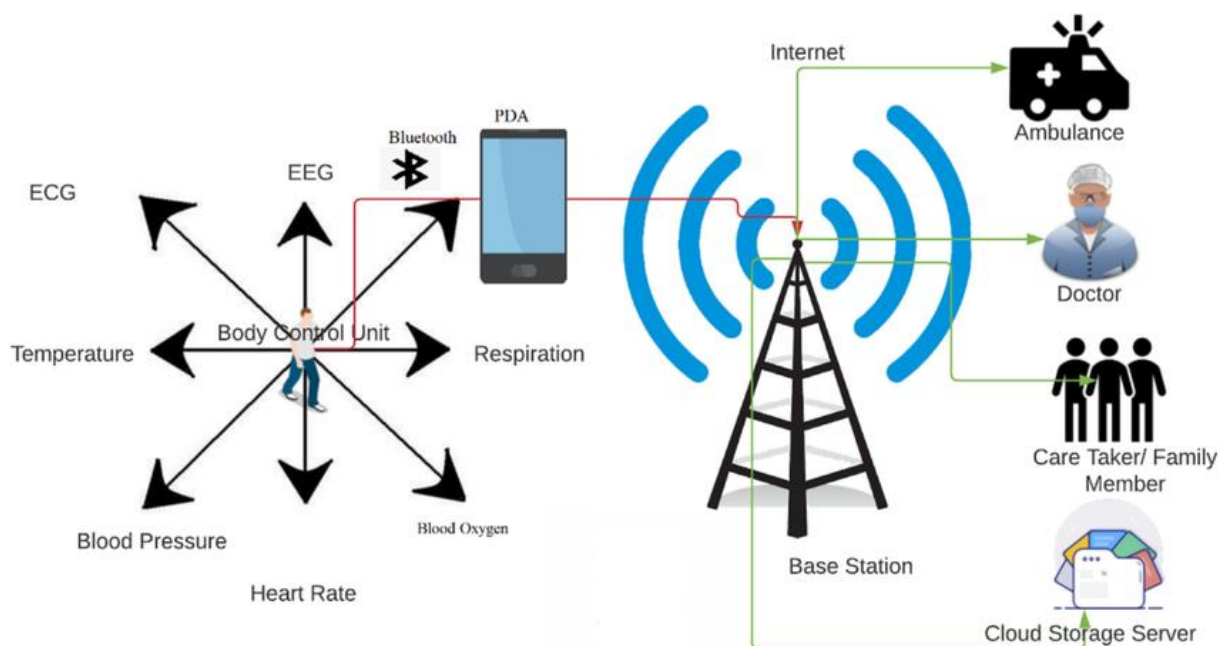 Internet
Ambulance
PDA
Bluetooth
EEG
ECG
Doctor
Body Control Unit
Temperature
Respiration
Care Taker/ Family
Member
Blood Oxygen
Blood Pressure
Base Station
Heart Rate
Cloud Storage Server